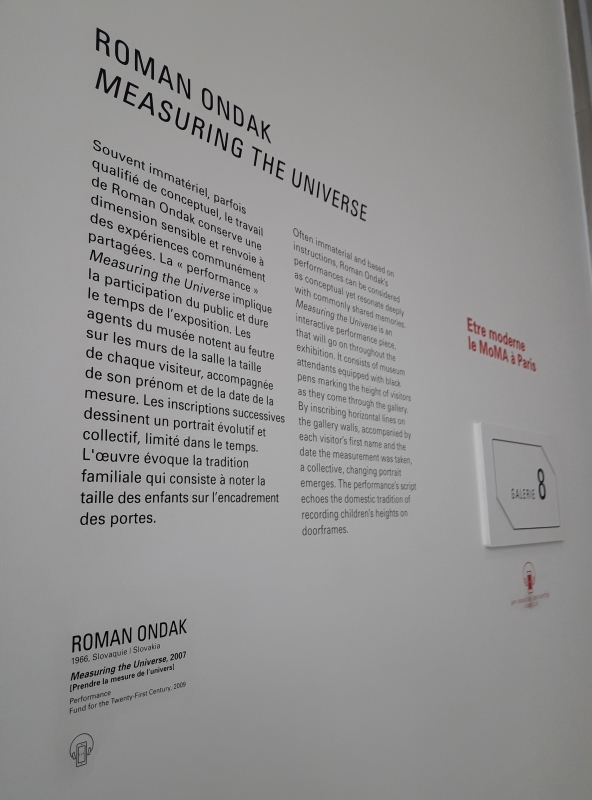 ROMAN ONDAK
MEASURING THE UNIVERSE
Souvent immatériel, parfois
qualifié de conceptuel, le travail
de Roman Ondak conserve une
dimension sensible et renvoie à
des expériences communément
partagées. La « performance »
Measuring the Universe implique
la participation du public et dure
le temps de l'exposition. Les
agents du musée notent au feutre
sur les murs de la salle la taille
de chaque visiteur, accompagnée
de son prénom et de la date de la
mesure. Les inscriptions successives
dessinent un portrait évolutif et
collectif, limité dans le temps.
L'œuvre évoque la tradition
familiale qui consiste à noter la
taille des enfants sur l'encadrement
des portes.
Often immaterial and based on
instructions, Roman Ondak's
performances can be considered
as conceptual yet resonate deeply
with commonly shared memories.
Measuring the Universe is an
interactive performance piece,
that will go on throughout the
exhibition. It consists of museum
attendants equipped with black
pens marking the height of visitors
as they come through the gallery.
By inscribing horizontal lines on
the gallery walls, accompanied by
each visitor's first name and the
date the measurement was taken,
a collective, changing portrait
emerges. The performance's script
echoes the domestic tradition of
recording children's heights on
doorframes.
Etre moderne
le MoMA à Paris
GALERIE 8
ROMAN ONDAK
1966, Slovaquie | Slovakia
Measuring the Universe, 2007
[Prendre la mesure de l'univers]
Performance
Fund for the Twenty-First Century, 2009